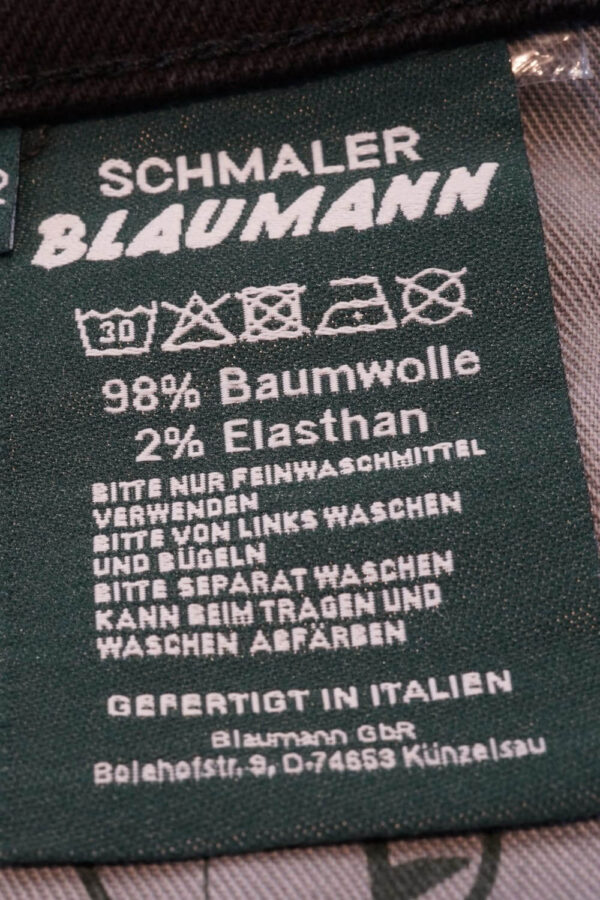 2
SCHMALER
BLAUMANN
30
98% Baumwolle
2% Elasthan
BITTE NUR FEINWASCHMITTEL
VERWENDEN
BITTE VON LINKS WASCHEN
UND BÜGELN
BITTE SEPARAT WASCHEN
KANN BEIM TRAGEN UND
WASCHEN ABFÄRBEN
GEFERTIGT IN ITALIEN
Blaumann GbR
Bolehofstr. 9, D-74653 Künzelsau